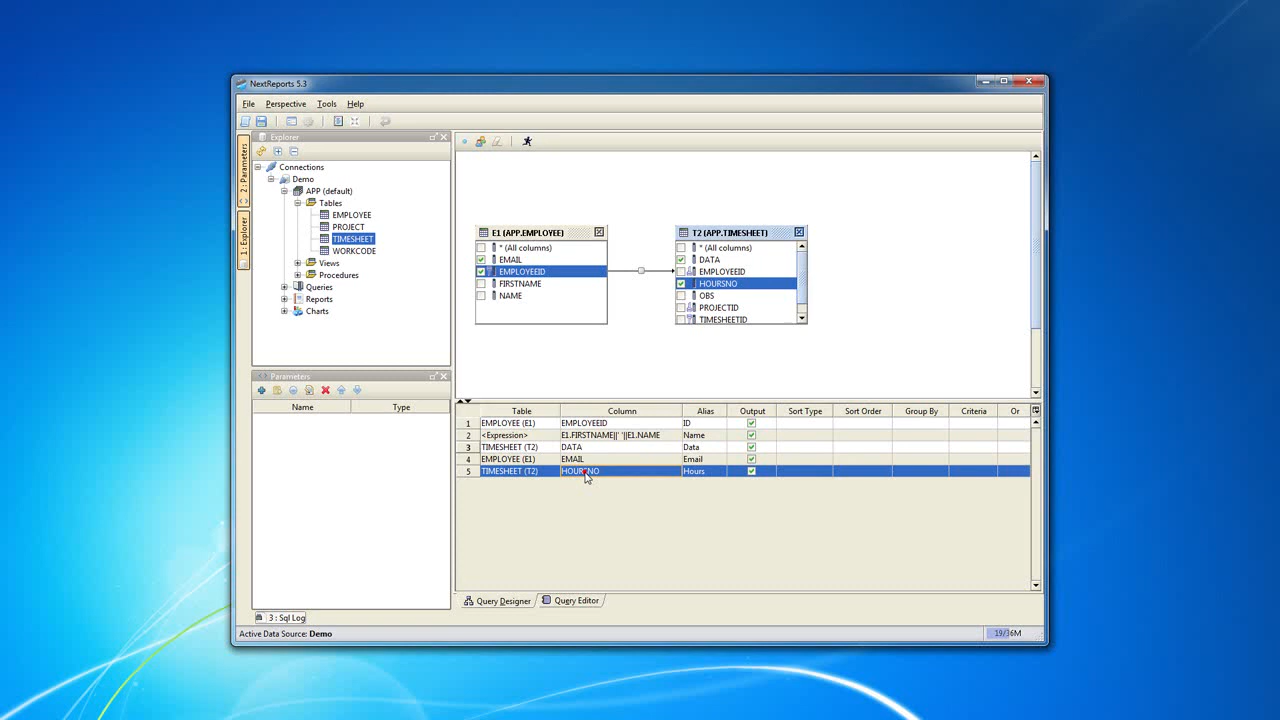 NextReports 5.3
File Perspective Tools Help
Explorer
2 : Parameters
1 : Explorer
Connections
Demo
APP (default)
Tables
EMPLOYEE
PROJECT
TIMESHEET
WORKCODE
Views
Procedures
Queries
Reports
Charts
E1 (APP.EMPLOYEE)
* (All columns)
EMAIL
EMPLOYEEID
FIRSTNAME
NAME
T2 (APP.TIMESHEET)
* (All columns)
DATA
EMPLOYEEID
HOURSNO
OBS
PROJECTID
TIMESHEETID
Parameters
Name Type
Table Column Alias Output Sort Type Sort Order Group By Criteria Or
1 EMPLOYEE (E1) EMPLOYEEID ID
2 <Expression> E1.FIRSTNAME||' '||E1.NAME Name
3 TIMESHEET (T2) DATA Data
4 EMPLOYEE (E1) EMAIL Email
5 TIMESHEET (T2) HOURSNO Hours
Query Designer Query Editor
3 : Sql Log
Active Data Source: Demo 19/36M